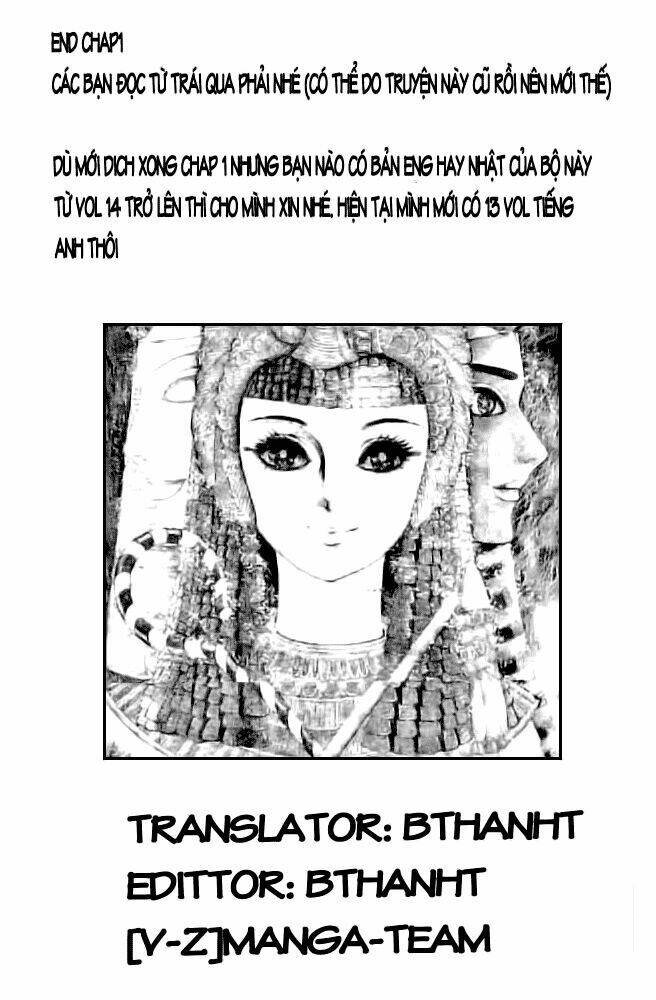 END CHAP1
CÁC BẠN ĐỌC TỪ TRÁI QUA PHẢI NHÉ (CÓ THỂ DO TRUYỆN NÀY CŨ RỒI NÊN MỚI THẾ)
DÙ MỚI DICH XONG CHAP 1 NHƯNG BẠN NÀO CÓ BẢN ENG HAY NHẬT CỦA BỘ NÀY
TỪ VOL 14 TRỞ LÊN THÌ CHO MÌNH XIN NHÉ. HIỆN TẠI MÌNH MỚI CÓ 13 VOL TIẾNG
ANH THÔI
TRANSLATOR: BTHANHT
EDITTOR: BTHANHT
[V-Z]MANGA-TEAM